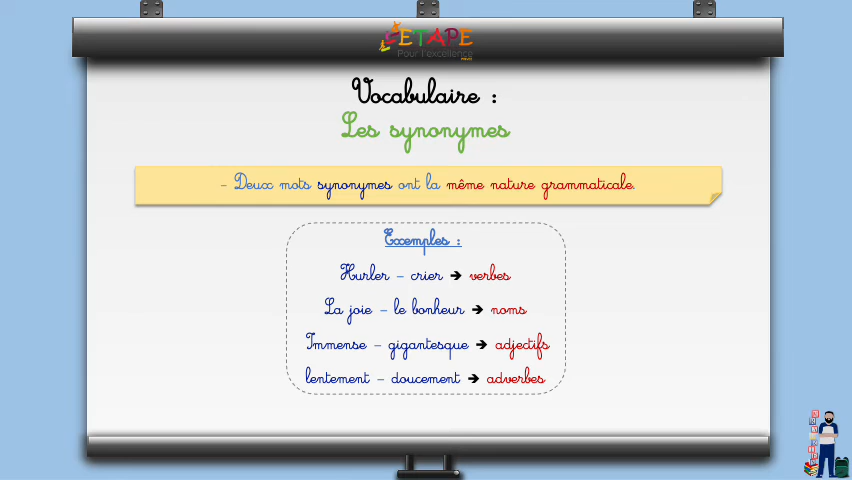 ETAPE
Pour l'excellence
Vocabulaire :
Les synonymes
- Deux mots synonymes ont la même nature grammaticale.
Exemples :
Hurler – crier ➔ verbes
La joie – le bonheur ➔ noms
Immense – gigantesque ➔ adjectifs
lentement – doucement ➔ adverbes